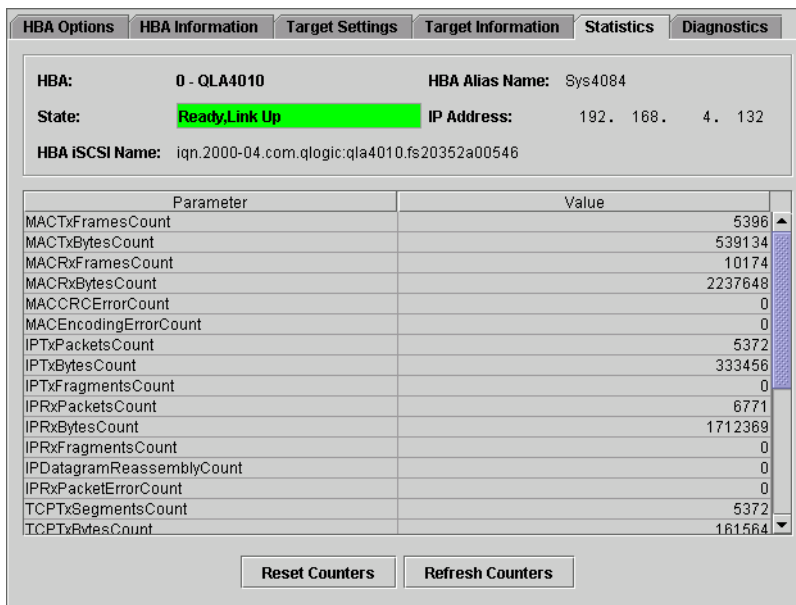 HBA Options HBA Information Target Settings Target Information Statistics Diagnostics
HBA: 0 - QLA4010 HBA Alias Name: Sys4084
State: Ready,Link Up IP Address: 192. 168. 4. 132
HBA iSCSI Name: iqn.2000-04.com.qlogic:qla4010.fs20352a00546
Parameter Value
MACTxFramesCount 5396
MACTxBytesCount 539134
MACRxFramesCount 10174
MACRxBytesCount 2237648
MACCRCErrorCount 0
MACEncodingErrorCount 0
IPTxPacketsCount 5372
IPTxBytesCount 333456
IPTxFragmentsCount 0
IPRxPacketsCount 6771
IPRxBytesCount 1712369
IPRxFragmentsCount 0
IPDatagramReassemblyCount 0
IPRxPacketErrorCount 0
TCPTxSegmentsCount 5372
TCPTxBytesCount 161564
Reset Counters Refresh Counters